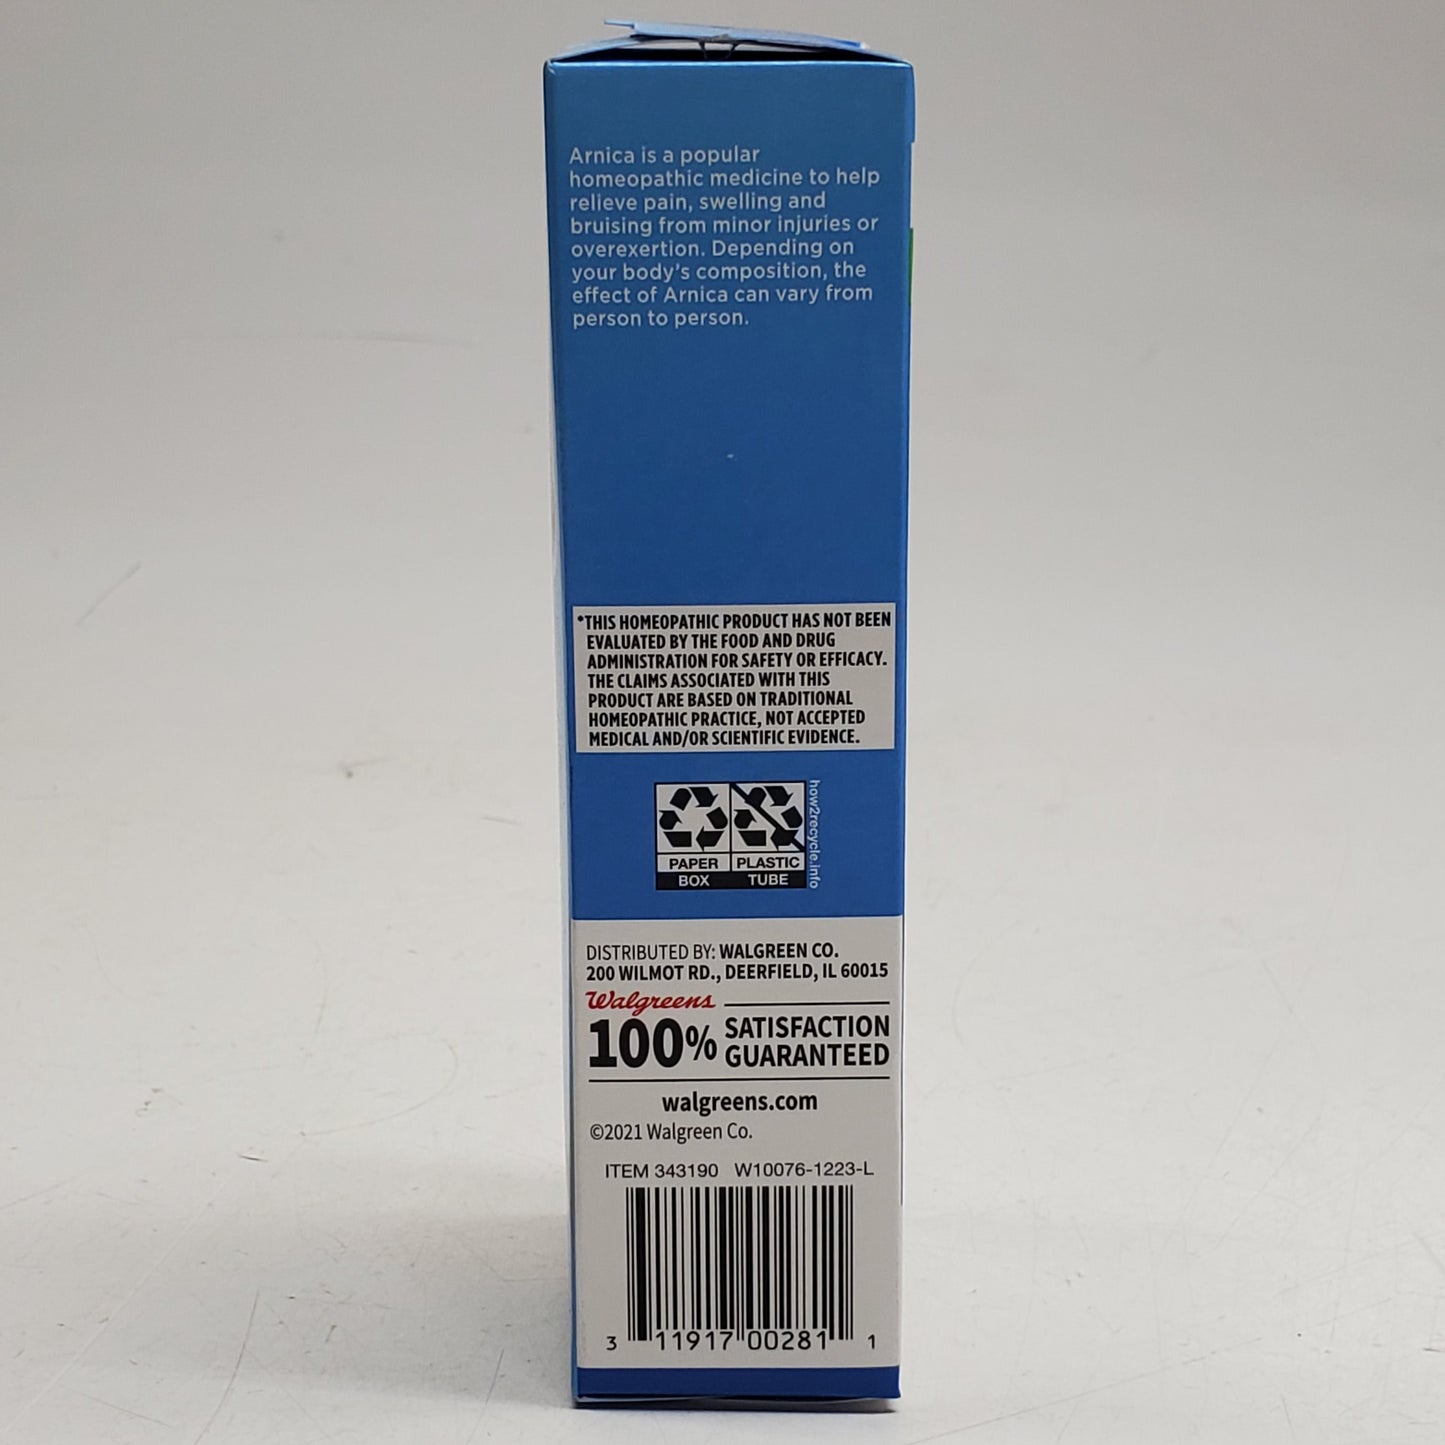 Arnica is a popular
homeopathic medicine to help
relieve pain, swelling and
bruising from minor injuries or
overexertion. Depending on
your body's composition, the
effect of Arnica can vary from
person to person.
*THIS HOMEOPATHIC PRODUCT HAS NOT BEEN
EVALUATED BY THE FOOD AND DRUG
ADMINISTRATION FOR SAFETY OR EFFICACY.
THE CLAIMS ASSOCIATED WITH THIS
PRODUCT ARE BASED ON TRADITIONAL
HOMEOPATHIC PRACTICE, NOT ACCEPTED
MEDICAL AND/OR SCIENTIFIC EVIDENCE.
PAPER PLASTIC
BOX TUBE
how2recycle.info
DISTRIBUTED BY: WALGREEN CO.
200 WILMOT RD., DEERFIELD, IL 60015
Walgreens
100% SATISFACTION
GUARANTEED
walgreens.com
©2021 Walgreen Co.
ITEM 343190 W10076-1223-L
3 11917 00281 1